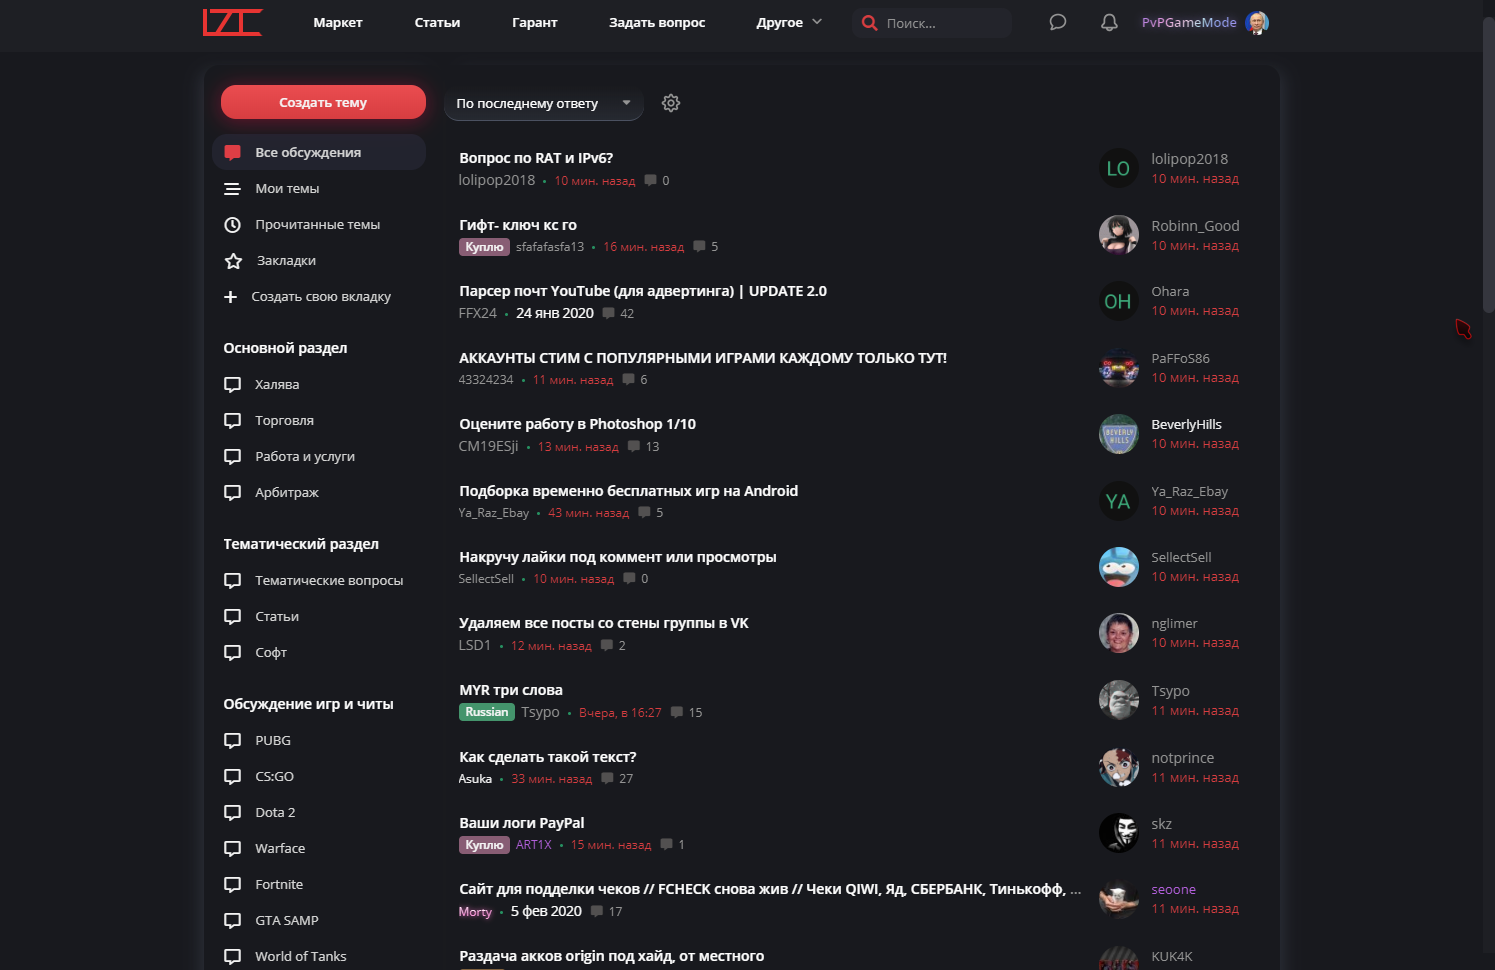 LZT
Маркет
Статьи
Гарант
Задать вопрос
Другое
Поиск...
PvPGameMode
Создать тему
Все обсуждения
Мои темы
Прочитанные темы
Закладки
Создать свою вкладку
Основной раздел
Халява
Торговля
Работа и услуги
Арбитраж
Тематический раздел
Тематические вопросы
Статьи
Софт
Обсуждение игр и читы
PUBG
CS:GO
Dota 2
Warface
Fortnite
GTA SAMP
World of Tanks
По последнему ответу
Вопрос по RAT и IPv6?
lolipop2018 • 10 мин. назад 0
LO
lolipop2018
10 мин. назад
Гифт- ключ кс го
Куплю sfafafasfa13 • 16 мин. назад 5
Robinn_Good
10 мин. назад
Парсер почт YouTube (для адвертинга) | UPDATE 2.0
FFX24 • 24 янв 2020 42
OH
Ohara
10 мин. назад
АККАУНТЫ СТИМ С ПОПУЛЯРНЫМИ ИГРАМИ КАЖДОМУ ТОЛЬКО ТУТ!
43324234 • 11 мин. назад 6
PaFFoS86
10 мин. назад
Оцените работу в Photoshop 1/10
CM19ESji • 13 мин. назад 13
BEVERLY
HILLS
BeverlyHills
10 мин. назад
Подборка временно бесплатных игр на Android
Ya_Raz_Ebay • 43 мин. назад 5
YA
Ya_Raz_Ebay
10 мин. назад
Накручу лайки под коммент или просмотры
SellectSell • 10 мин. назад 0
SellectSell
10 мин. назад
Удаляем все посты со стены группы в VK
LSD1 • 12 мин. назад 2
nglimer
10 мин. назад
MYR три слова
Russian Tsypo • Вчера, в 16:27 15
Tsypo
11 мин. назад
Как сделать такой текст?
Asuka • 33 мин. назад 27
notprince
11 мин. назад
Ваши логи PayPal
Куплю ART1X • 15 мин. назад 1
skz
11 мин. назад
Сайт для подделки чеков // FCHECK снова жив // Чеки QIWI, Яд, СБЕРБАНК, Тинькофф, ...
Morty • 5 фев 2020 17
seoone
11 мин. назад
Раздача акков origin под хайд, от местного
KUK4K